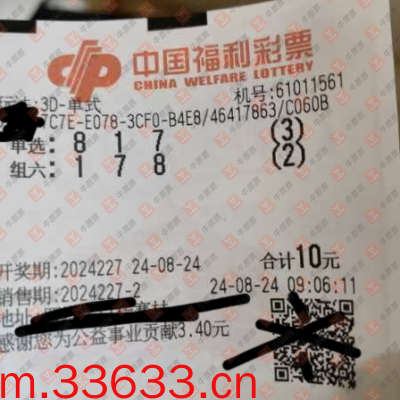 中国福利彩票
CHINA WELFARE LOTTERY
机号:61011561
3D-单式
7C7E-E078-3CF0-B4E8/46417863/C060B
单选: 8 1 7 (3)
组六: 1 7 8 (2)
开奖期:2024227 24-08-24 合计10元
销售期:2024227-2 24-08-24 09:06:11
地址
感谢您为公益事业贡献3.40元
m.33633.cn